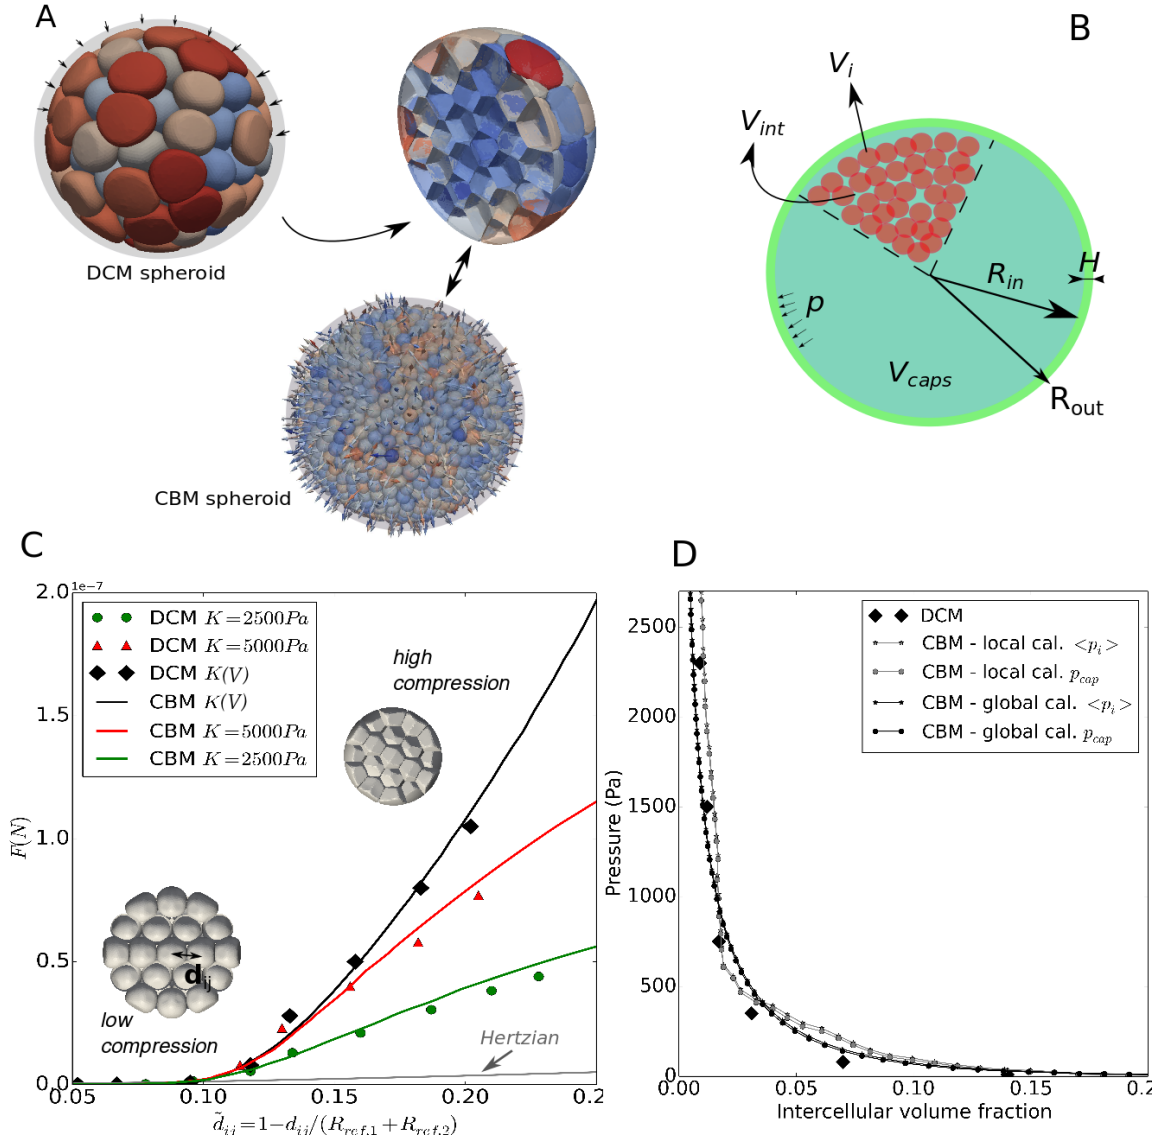 A
DCM spheroid
CBM spheroid
B
V_i
V_int
H
R_in
p
V_caps
R_out
C
1e-7
2.0
1.5
1.0
0.5
0.0
F(N)
DCM K=2500Pa
DCM K=5000Pa
DCM K(V)
CBM K(V)
CBM K=5000Pa
CBM K=2500Pa
high
compression
d_ij
low
compression
Hertzian
0.05 0.10 0.15 0.20 0.25
d̃_ij=1−d_ij/(R_ref,1+R_ref,2)
D
2500
2000
1500
1000
500
0
Pressure (Pa)
DCM
CBM - local cal. <p_i>
CBM - local cal. p_cap
CBM - global cal. <p_i>
CBM - global cal. p_cap
0.00 0.05 0.10 0.15 0.2
Intercellular volume fraction